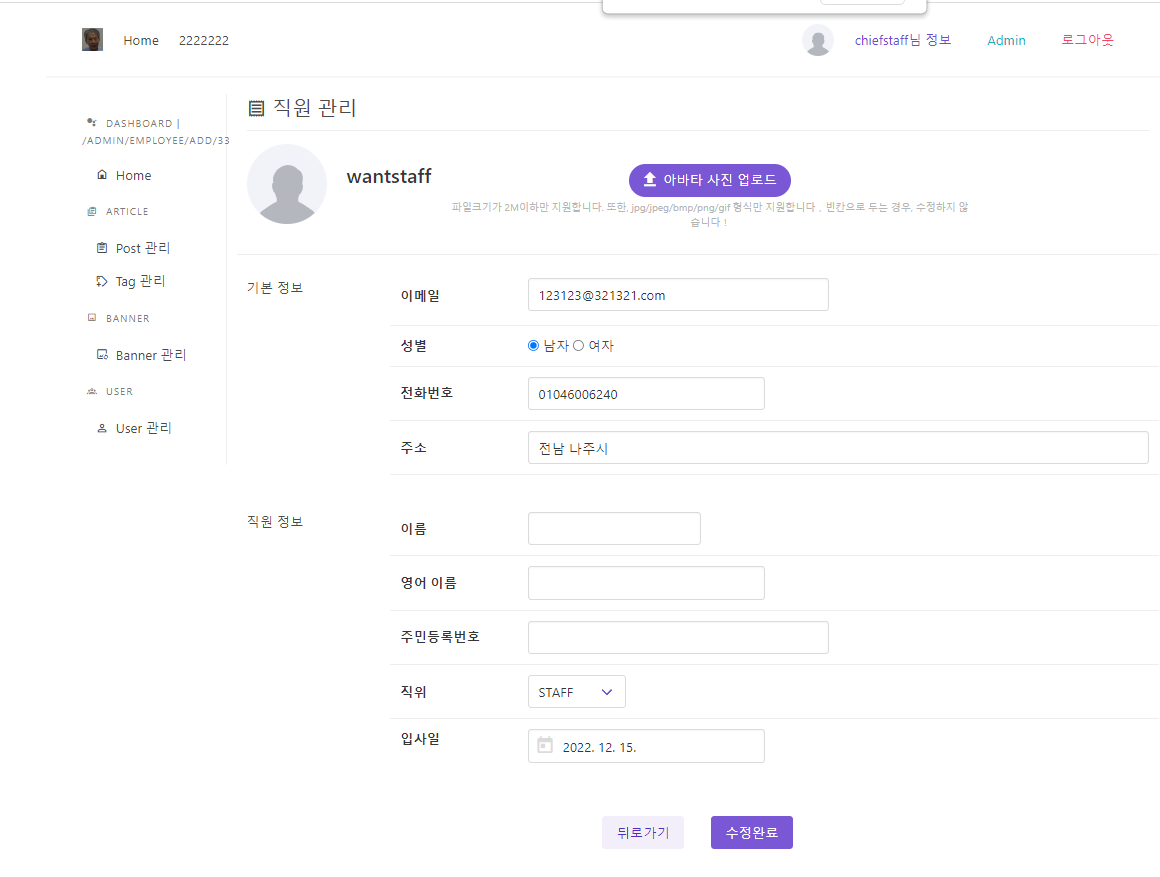 Home 2222222 chiefstaff님 정보 Admin 로그아웃
DASHBOARD |
/ADMIN/EMPLOYEE/ADD/33
Home
ARTICLE
Post 관리
Tag 관리
BANNER
Banner 관리
USER
User 관리
직원 관리
wantstaff
아바타 사진 업로드
파일크기가 2M이하만 지원합니다. 또한, jpg/jpeg/bmp/png/gif 형식만 지원합니다 , 빈칸으로 두는 경우, 수정하지 않
습니다 !
기본 정보
이메일 123123@321321.com
성별 남자 여자
전화번호 01046006240
주소 전남 나주시
직원 정보
이름
영어 이름
주민등록번호
직위 STAFF
입사일 2022. 12. 15.
뒤로가기 수정완료